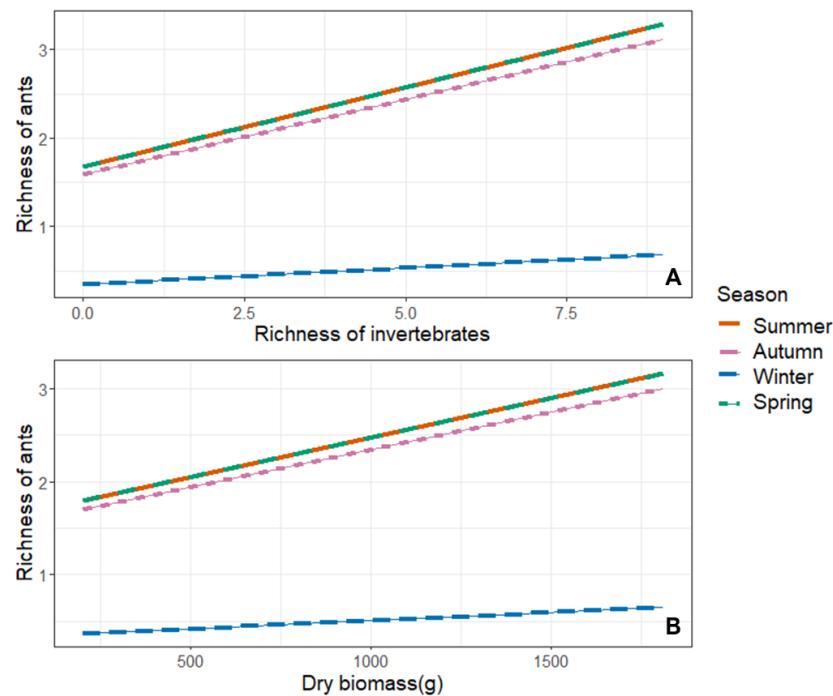 Richness of ants
3
2
1
0.0 2.5 5.0 7.5
Richness of invertebrates
A
Season
Summer
Autumn
Winter
Spring
Richness of ants
3
2
1
500 1000 1500
Dry biomass(g)
B